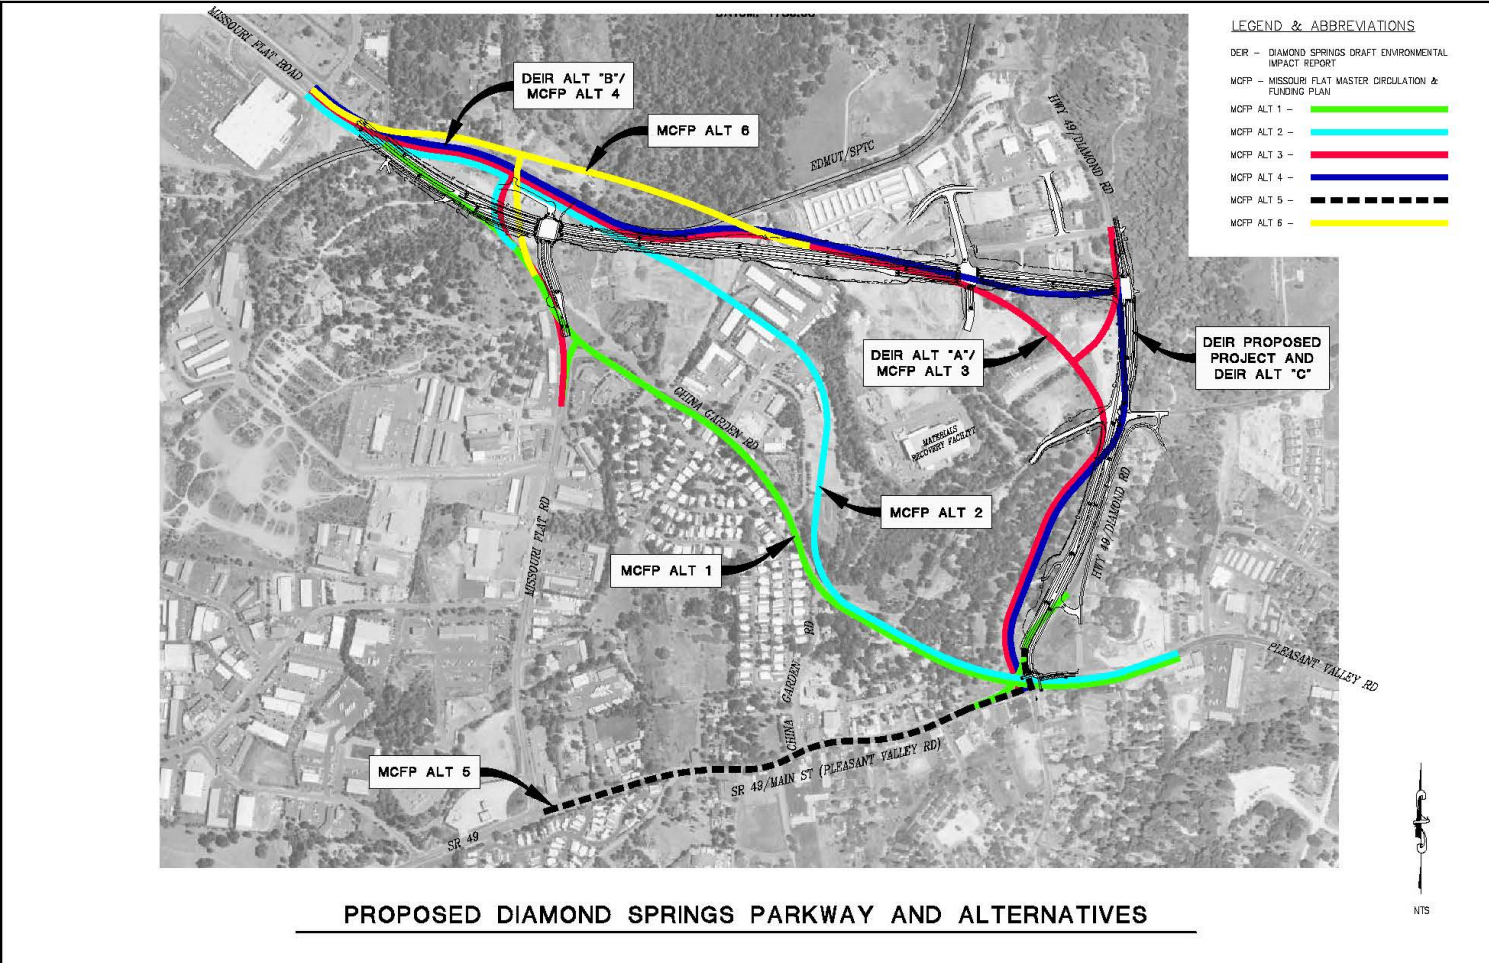 DATUM: 1730.00
MISSOURI FLAT ROAD
LEGEND & ABBREVIATIONS
DEIR - DIAMOND SPRINGS DRAFT ENVIRONMENTAL
IMPACT REPORT
MCFP - MISSOURI FLAT MASTER CIRCULATION &
FUNDING PLAN
MCFP ALT 1 -
MCFP ALT 2 -
MCFP ALT 3 -
MCFP ALT 4 -
MCFP ALT 5 -
MCFP ALT 6 -
DEIR ALT "B"/
MCFP ALT 4
MCFP ALT 6
EDMUT/SPTC
HWY 49/DIAMOND RD
DEIR ALT "A"/
MCFP ALT 3
DEIR PROPOSED
PROJECT AND
DEIR ALT "C"
CHINA GARDEN RD
MATERIALS
RECOVERY FACILITY
MCFP ALT 2
MISSOURI FLAT RD
MCFP ALT 1
HWY 49/DIAMOND RD
CHINA GARDEN RD
PLEASANT VALLEY RD
MCFP ALT 5
SR 49/MAIN ST (PLEASANT VALLEY RD)
SR 49
NTS
PROPOSED DIAMOND SPRINGS PARKWAY AND ALTERNATIVES